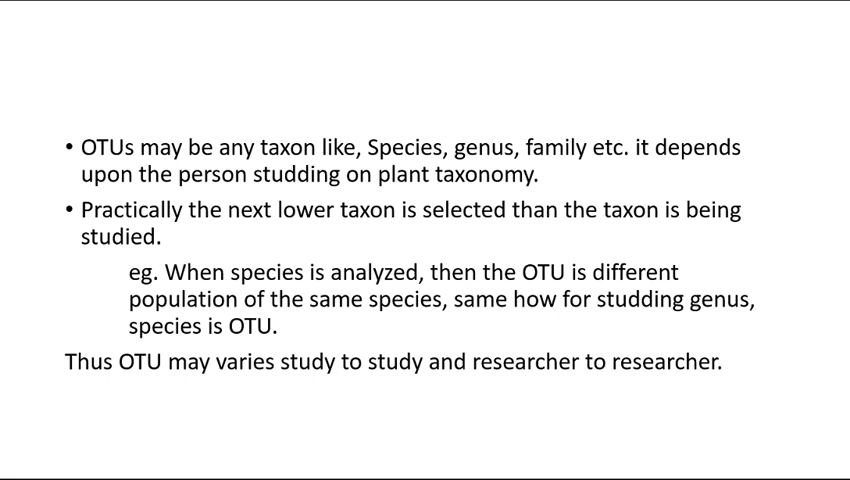 • OTUs may be any taxon like, Species, genus, family etc. it depends
upon the person studding on plant taxonomy.
• Practically the next lower taxon is selected than the taxon is being
studied.
eg. When species is analyzed, then the OTU is different
population of the same species, same how for studding genus,
species is OTU.
Thus OTU may varies study to study and researcher to researcher.